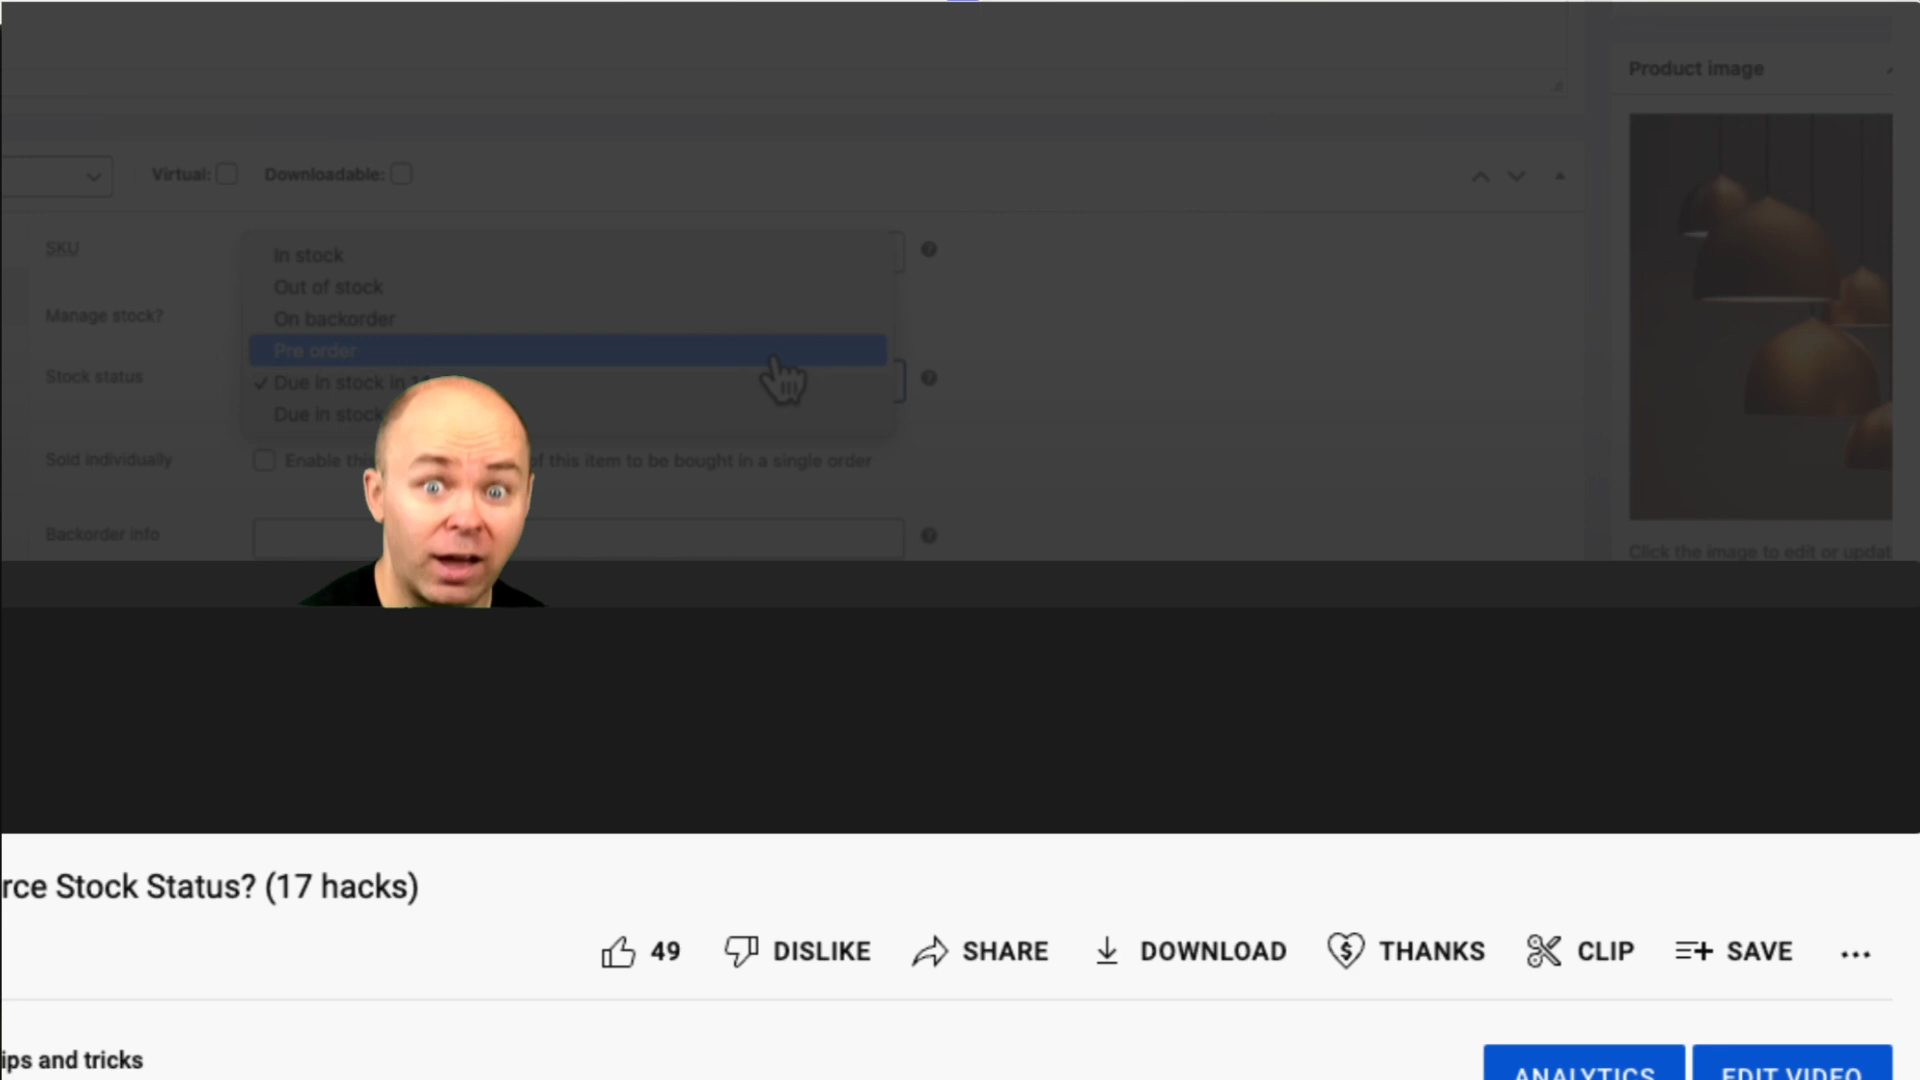 Product image
Virtual:
Downloadable:
SKU
In stock
Out of stock
Manage stock?
On backorder
Pre order
Stock status
Due in stock in
Due in stock
Sold individually
Enable this of this item to be bought in a single order
Backorder info
Click the image to edit or updat
rce Stock Status? (17 hacks)
49 DISLIKE SHARE DOWNLOAD THANKS CLIP SAVE
ips and tricks
ANALYTICS EDIT VIDEO